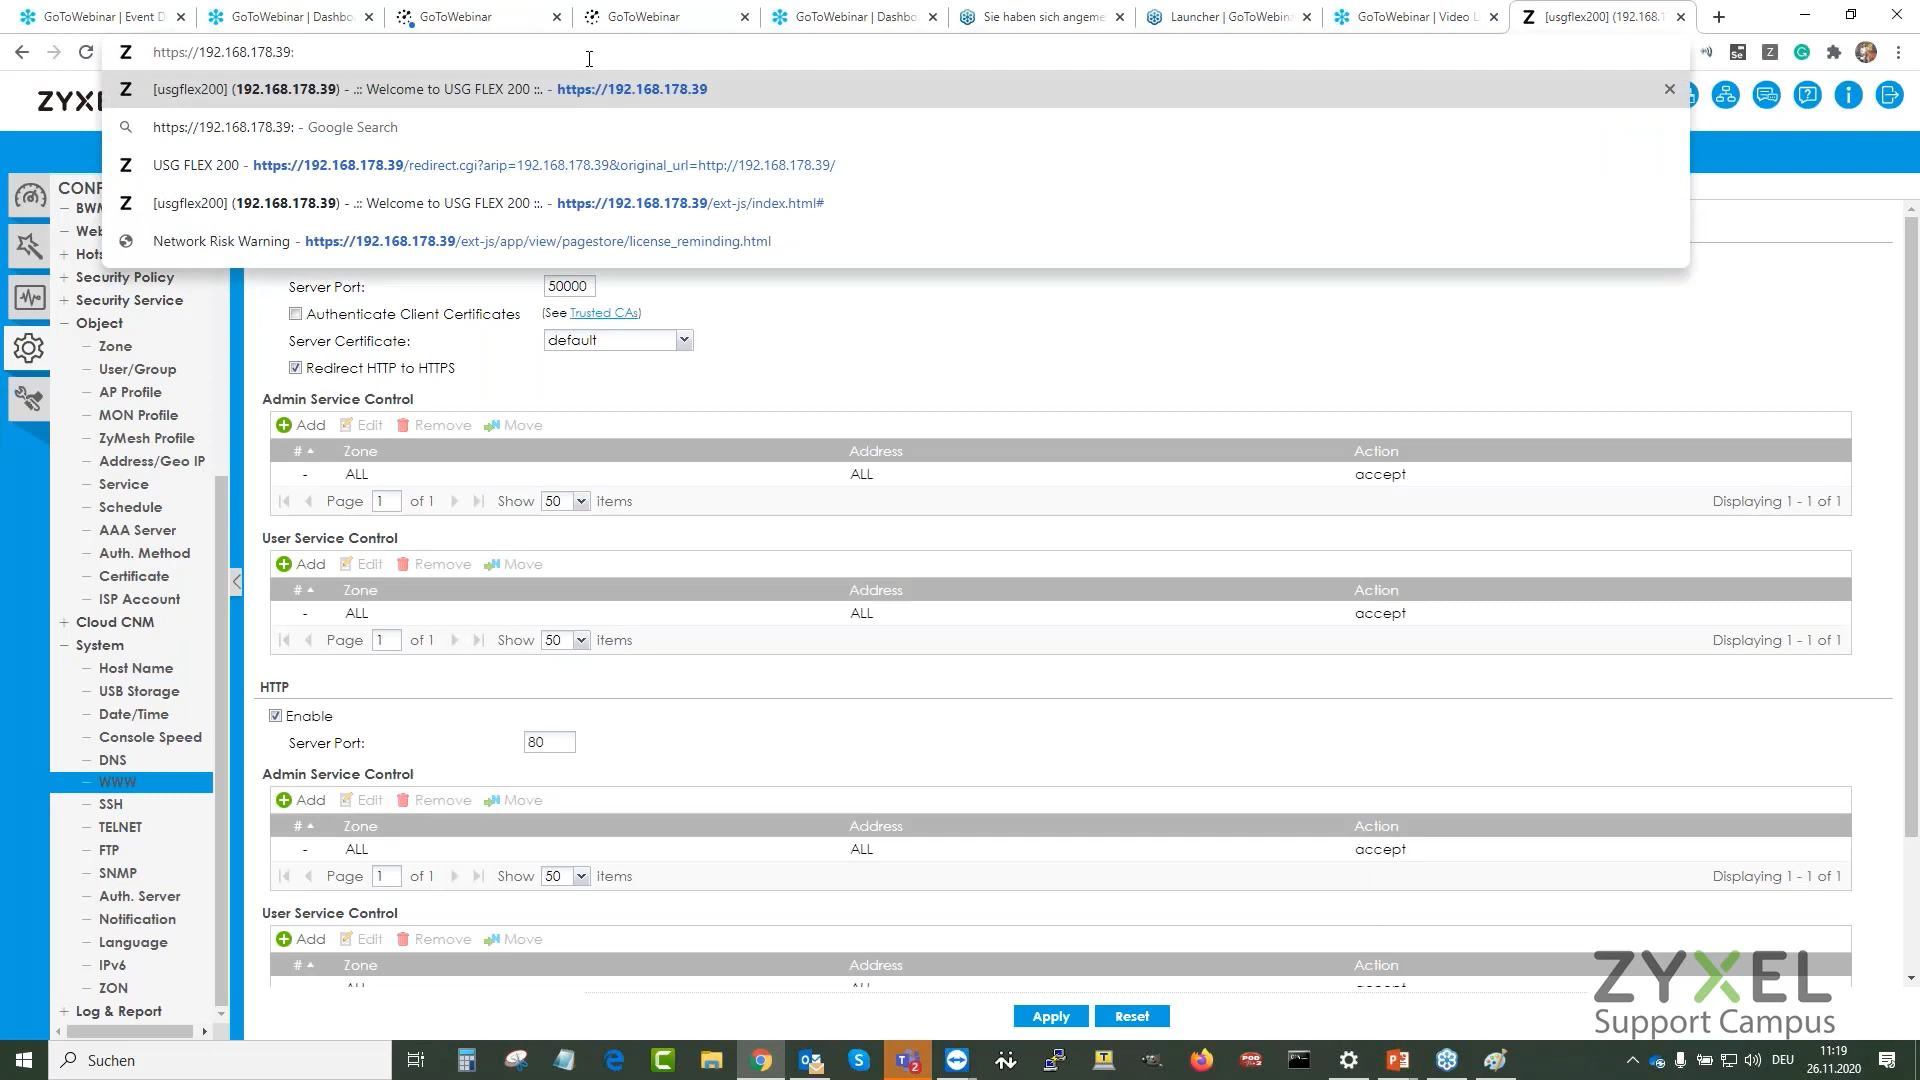 GoToWebinar | Event D
GoToWebinar | Dashbo
GoToWebinar
GoToWebinar
GoToWebinar | Dashbo
Sie haben sich angeme
Launcher | GoToWebina
GoToWebinar | Video L
[usgflex200] (192.168.1
https://192.168.178.39:
[usgflex200] (192.168.178.39) - .:: Welcome to USG FLEX 200 ::. - https://192.168.178.39
https://192.168.178.39: - Google Search
USG FLEX 200 - https://192.168.178.39/redirect.cgi?arip=192.168.178.39&original_url=http://192.168.178.39/
[usgflex200] (192.168.178.39) - .:: Welcome to USG FLEX 200 ::. - https://192.168.178.39/ext-js/index.html#
Network Risk Warning - https://192.168.178.39/ext-js/app/view/pagestore/license_reminding.html
ZYXE
CONF
BWM
Web
Hots
Security Policy
Security Service
Object
Zone
User/Group
AP Profile
MON Profile
ZyMesh Profile
Address/Geo IP
Service
Schedule
AAA Server
Auth. Method
Certificate
ISP Account
Cloud CNM
System
Host Name
USB Storage
Date/Time
Console Speed
DNS
WWW
SSH
TELNET
FTP
SNMP
Auth. Server
Notification
Language
IPv6
ZON
Log & Report
Server Port: 50000
Authenticate Client Certificates (See Trusted CAs)
Server Certificate: default
Redirect HTTP to HTTPS
Admin Service Control
Add Edit Remove Move
# Zone Address Action
- ALL ALL accept
Page 1 of 1 Show 50 items Displaying 1 - 1 of 1
User Service Control
Add Edit Remove Move
# Zone Address Action
- ALL ALL accept
Page 1 of 1 Show 50 items Displaying 1 - 1 of 1
HTTP
Enable
Server Port: 80
Admin Service Control
Add Edit Remove Move
# Zone Address Action
- ALL ALL accept
Page 1 of 1 Show 50 items Displaying 1 - 1 of 1
User Service Control
Add Edit Remove Move
# Zone Address Action
Apply Reset
ZYXEL
Support Campus
Suchen
DEU
11:19
26.11.2020